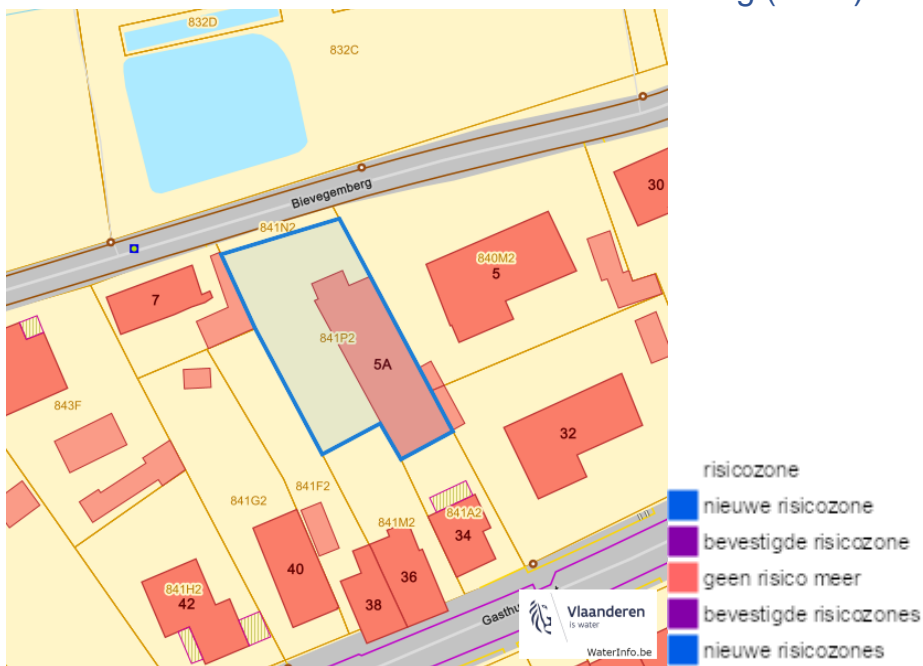 832D
832C
30
Bievegemberg
841N2
840M2
5
7
841P2
5A
843F
32
841G2
841F2
841M2
841A2
34
40
36
841H2
42
38
Vlaanderen
is water
WaterInfo.be
risicozone
nieuwe risicozone
bevestigde risicozone
geen risico meer
bevestigde risicozones
nieuwe risicozones